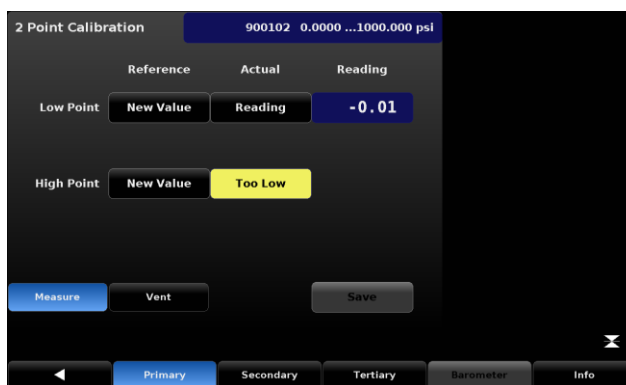 2 Point Calibration 900102 0.0000 ...1000.000 psi
Reference Actual Reading
Low Point New Value Reading -0.01
High Point New Value Too Low
Measure Vent Save
Primary Secondary Tertiary Barometer Info